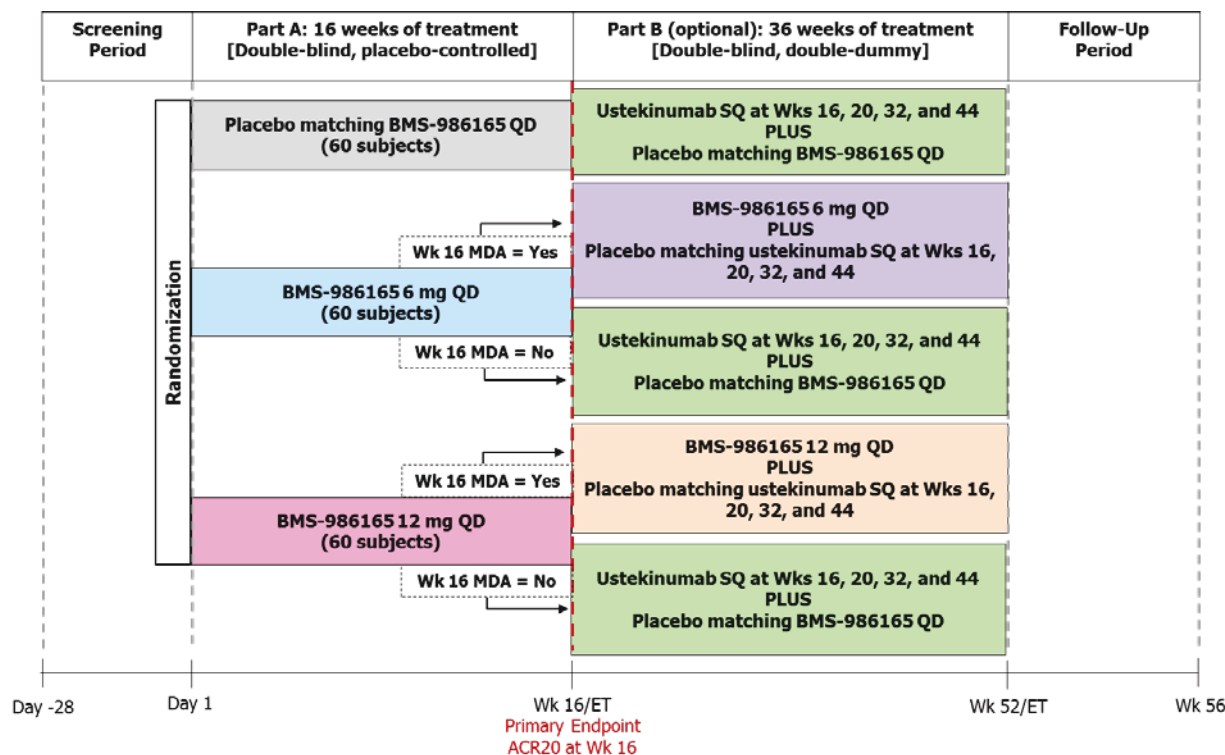 Screening
Period
Part A: 16 weeks of treatment
[Double-blind, placebo-controlled]
Part B (optional): 36 weeks of treatment
[Double-blind, double-dummy]
Follow-Up
Period
Randomization
Placebo matching BMS-986165 QD
(60 subjects)
Ustekinumab SQ at Wks 16, 20, 32, and 44
PLUS
Placebo matching BMS-986165 QD
Wk 16 MDA = Yes
BMS-986165 6 mg QD
PLUS
Placebo matching ustekinumab SQ at Wks 16,
20, 32, and 44
BMS-986165 6 mg QD
(60 subjects)
Wk 16 MDA = No
Ustekinumab SQ at Wks 16, 20, 32, and 44
PLUS
Placebo matching BMS-986165 QD
Wk 16 MDA = Yes
BMS-986165 12 mg QD
PLUS
Placebo matching ustekinumab SQ at Wks 16,
20, 32, and 44
BMS-986165 12 mg QD
(60 subjects)
Wk 16 MDA = No
Ustekinumab SQ at Wks 16, 20, 32, and 44
PLUS
Placebo matching BMS-986165 QD
Day -28
Day 1
Wk 16/ET
Primary Endpoint
ACR20 at Wk 16
Wk 52/ET
Wk 56